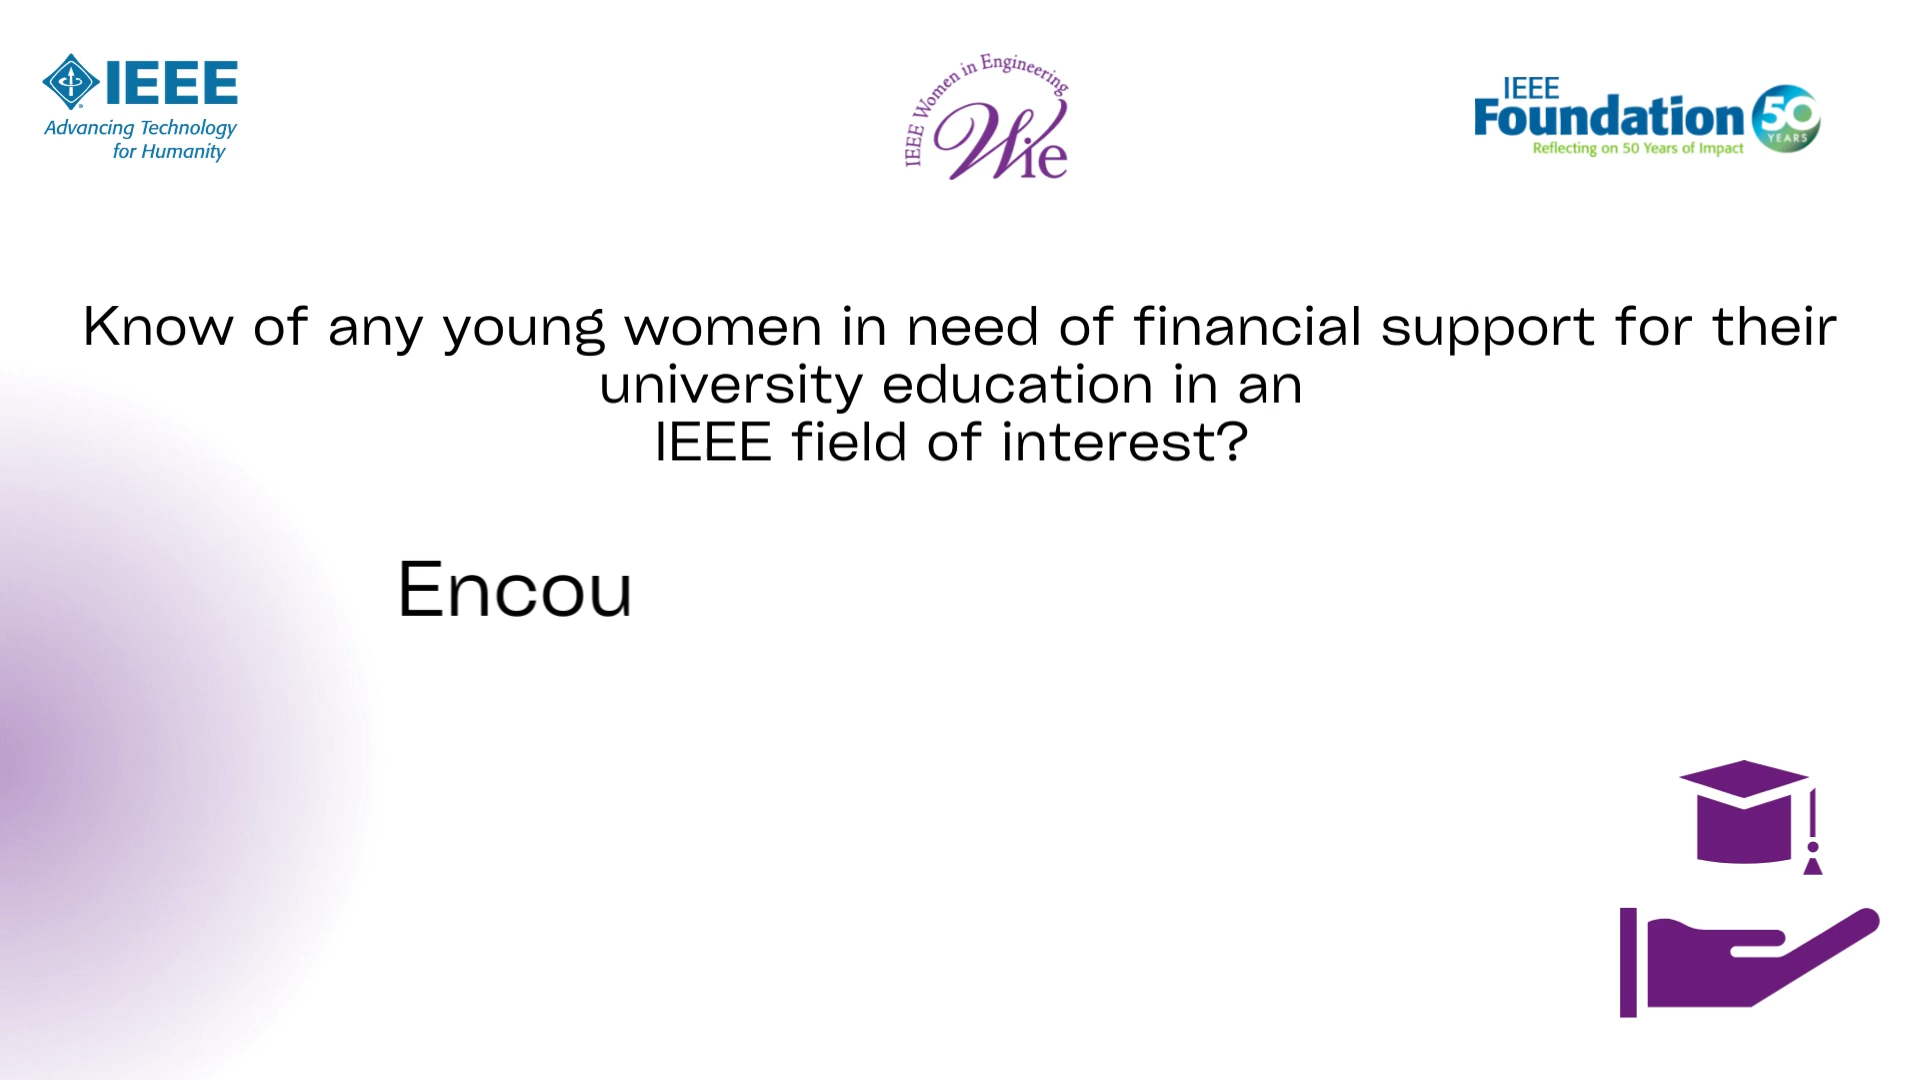 IEEE
Advancing Technology
for Humanity
IEEE Women in Engineering
Wie
IEEE
Foundation
50
YEARS
Reflecting on 50 Years of Impact
Know of any young women in need of financial support for their
university education in an
IEEE field of interest?
Encou